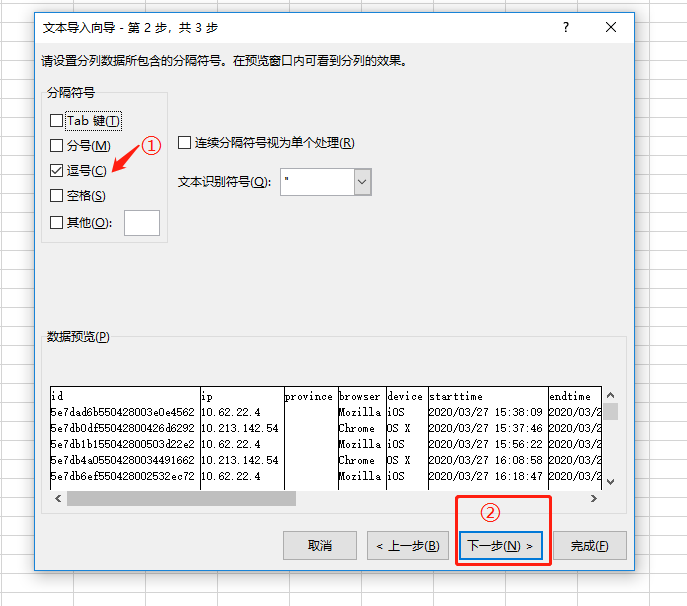 文本导入向导 - 第 2 步，共 3 步
?
请设置分列数据所包含的分隔符号。在预览窗口内可看到分列的效果。
分隔符号
Tab 键(T)
分号(M)
①
连续分隔符号视为单个处理(R)
逗号(C)
文本识别符号(Q): "
空格(S)
其他(O):
数据预览(P)
id ip province browser device starttime endtime
5e7dad6b550428003e0e4562 10.62.22.4 Mozilla iOS 2020/03/27 15:38:09 2020/03/2
5e7db0df55042800426d6292 10.213.142.54 Chrome OS X 2020/03/27 15:37:46 2020/03/2
5e7db1b155042800503d22e2 10.62.22.4 Mozilla iOS 2020/03/27 15:56:22 2020/03/2
5e7db4a05504280034491662 10.213.142.54 Chrome OS X 2020/03/27 16:08:58 2020/03/2
5e7db6ef550428002532ec72 10.62.22.4 Mozilla iOS 2020/03/27 16:18:47 2020/03/2
②
取消
< 上一步(B)
下一步(N) >
完成(F)